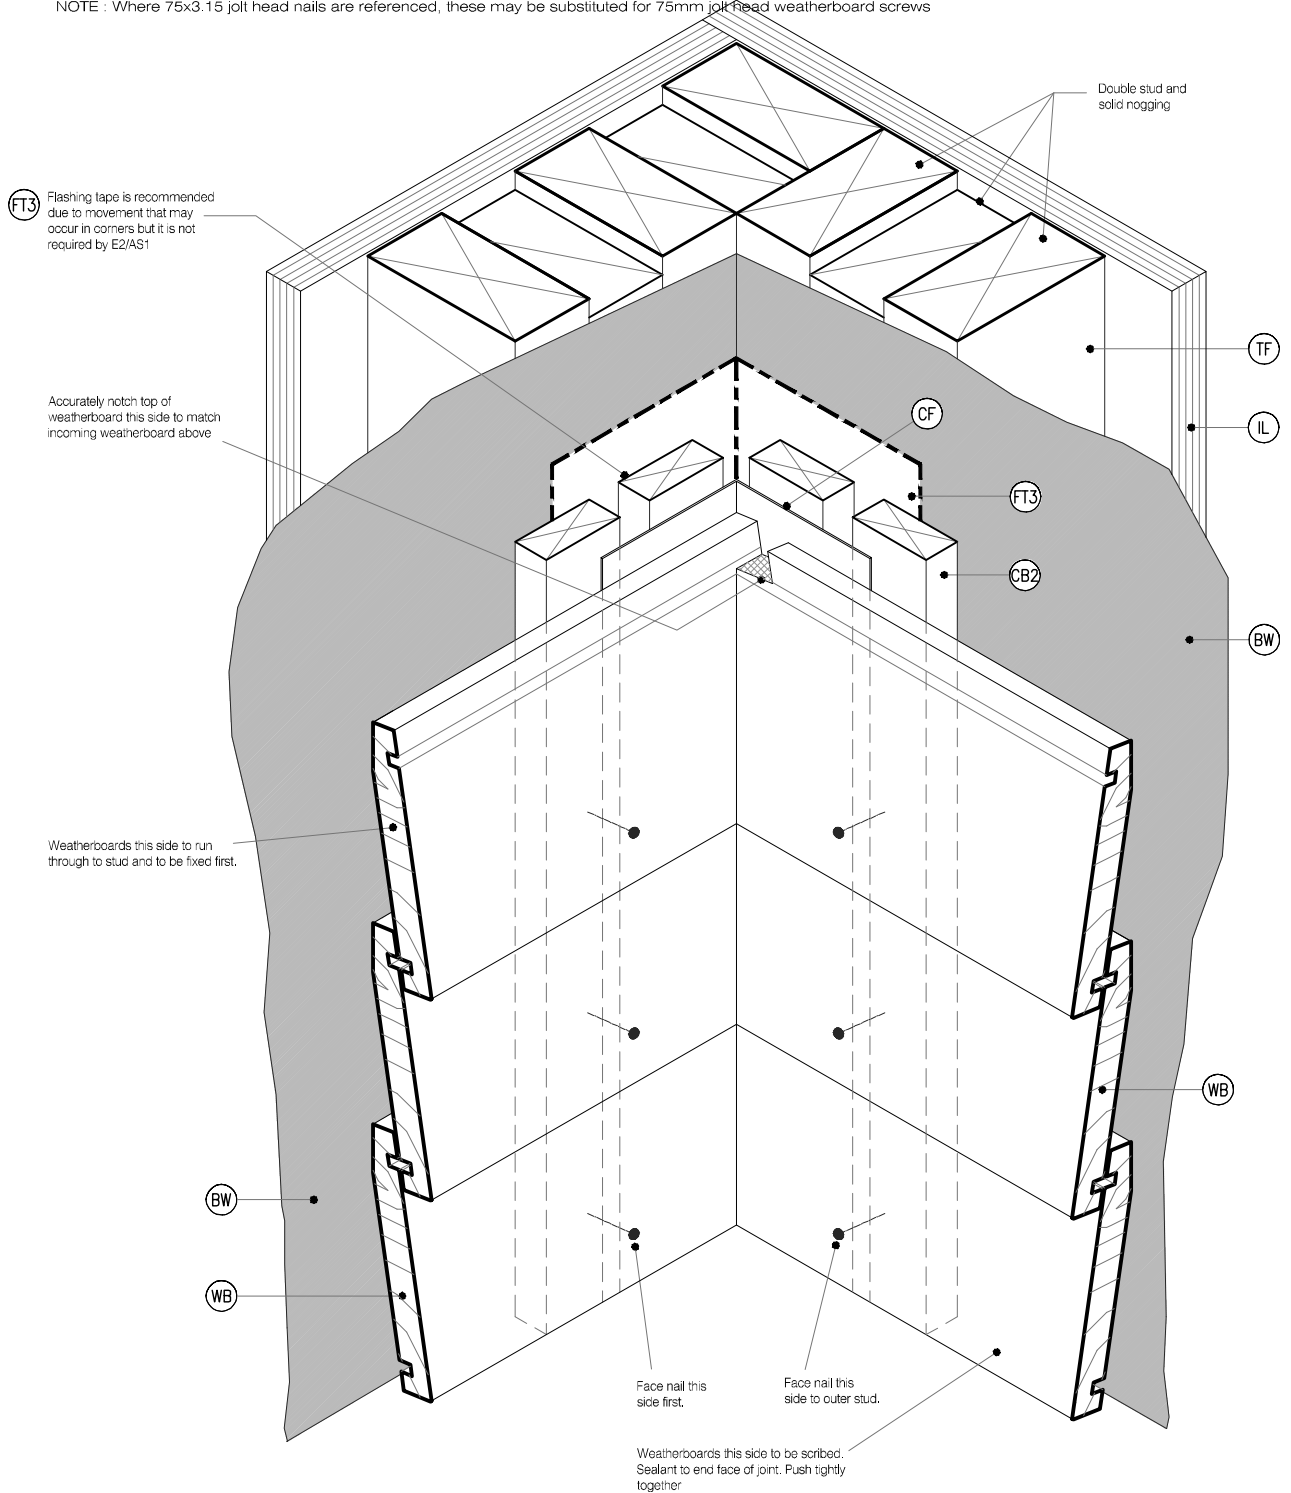 NOTE : Where 75x3.15 jolt head nails are referenced, these may be substituted for 75mm jolt head weatherboard screws
Double stud and
solid nogging
FT3
Flashing tape is recommended
due to movement that may
occur in corners but it is not
required by E2/AS1
TF
Accurately notch top of
weatherboard this side to match
incoming weatherboard above
CF
IL
FT3
CB2
BW
Weatherboards this side to run
through to stud and to be fixed first.
WB
BW
WB
Face nail this
side first.
Face nail this
side to outer stud.
Weatherboards this side to be scribed.
Sealant to end face of joint. Push tightly
together